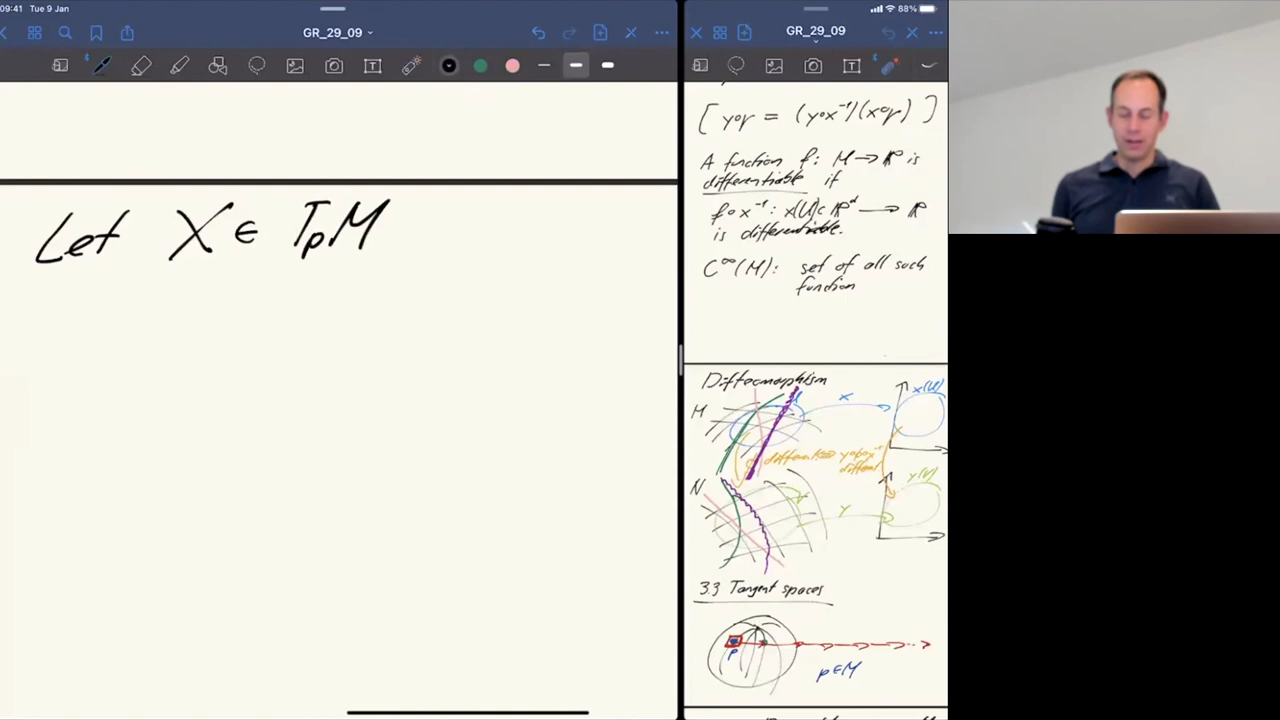 09:41 Tue 9 Jan
GR_29_09
Let X ∈ TpM
88%
GR_29_09
[ y∘γ = (y∘x⁻¹)(x∘γ) ]
A function f: M → ℝ is
differentiable if
f∘x⁻¹: x(U)⊂ℝᵈ → ℝ
is differentiable.
C^∞(M): set of all such
function
Diffeomorphism
M
x
x(U)
different
N
y
y(V)
3.3 Tangent spaces
p
p∈M